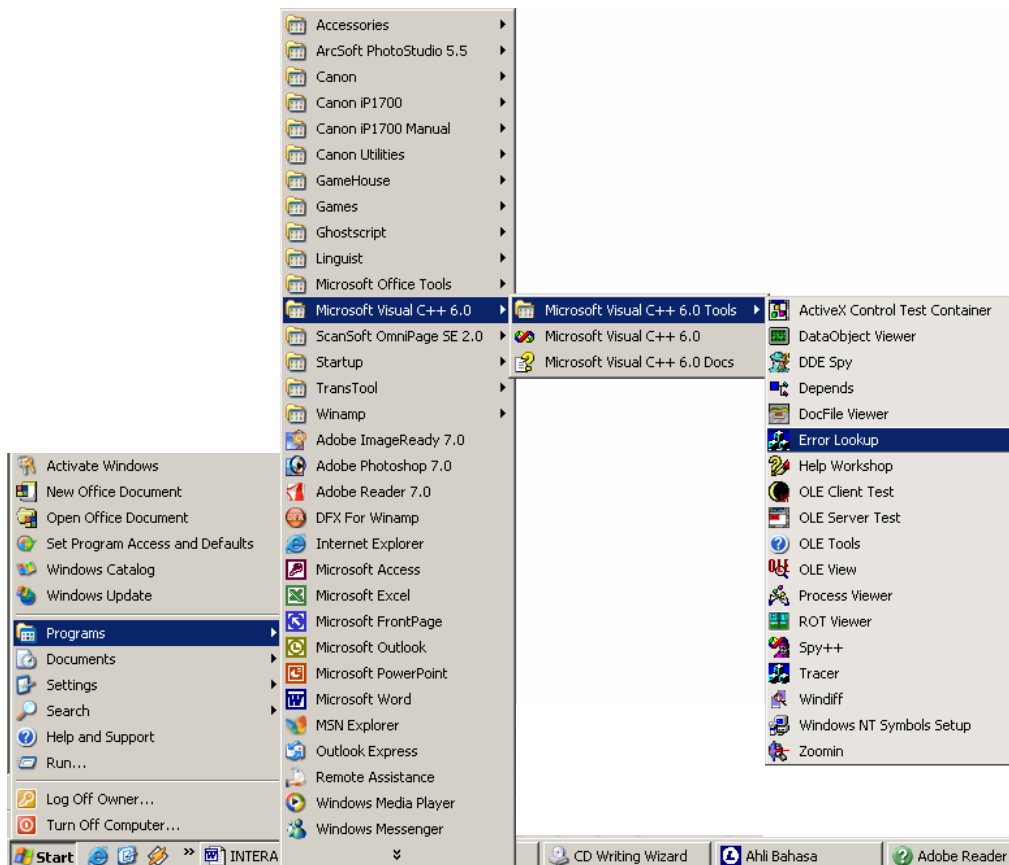 Accessories
ArcSoft PhotoStudio 5.5
Canon
Canon iP1700
Canon iP1700 Manual
Canon Utilities
GameHouse
Games
Ghostscript
Linguist
Microsoft Office Tools
Microsoft Visual C++ 6.0
ScanSoft OmniPage SE 2.0
Startup
TransTool
Winamp
Adobe ImageReady 7.0
Adobe Photoshop 7.0
Adobe Reader 7.0
DFX For Winamp
Internet Explorer
Microsoft Access
Microsoft Excel
Microsoft FrontPage
Microsoft Outlook
Microsoft PowerPoint
Microsoft Word
MSN Explorer
Outlook Express
Remote Assistance
Windows Media Player
Windows Messenger
Microsoft Visual C++ 6.0 Tools
Microsoft Visual C++ 6.0
Microsoft Visual C++ 6.0 Docs
ActiveX Control Test Container
DataObject Viewer
DDE Spy
Depends
DocFile Viewer
Error Lookup
Help Workshop
OLE Client Test
OLE Server Test
OLE Tools
OLE View
Process Viewer
ROT Viewer
Spy++
Tracer
Windiff
Windows NT Symbols Setup
Zoomin
Activate Windows
New Office Document
Open Office Document
Set Program Access and Defaults
Windows Catalog
Windows Update
Programs
Documents
Settings
Search
Help and Support
Run...
Log Off Owner...
Turn Off Computer...
Start » INTERA CD Writing Wizard Ahli Bahasa Adobe Reader